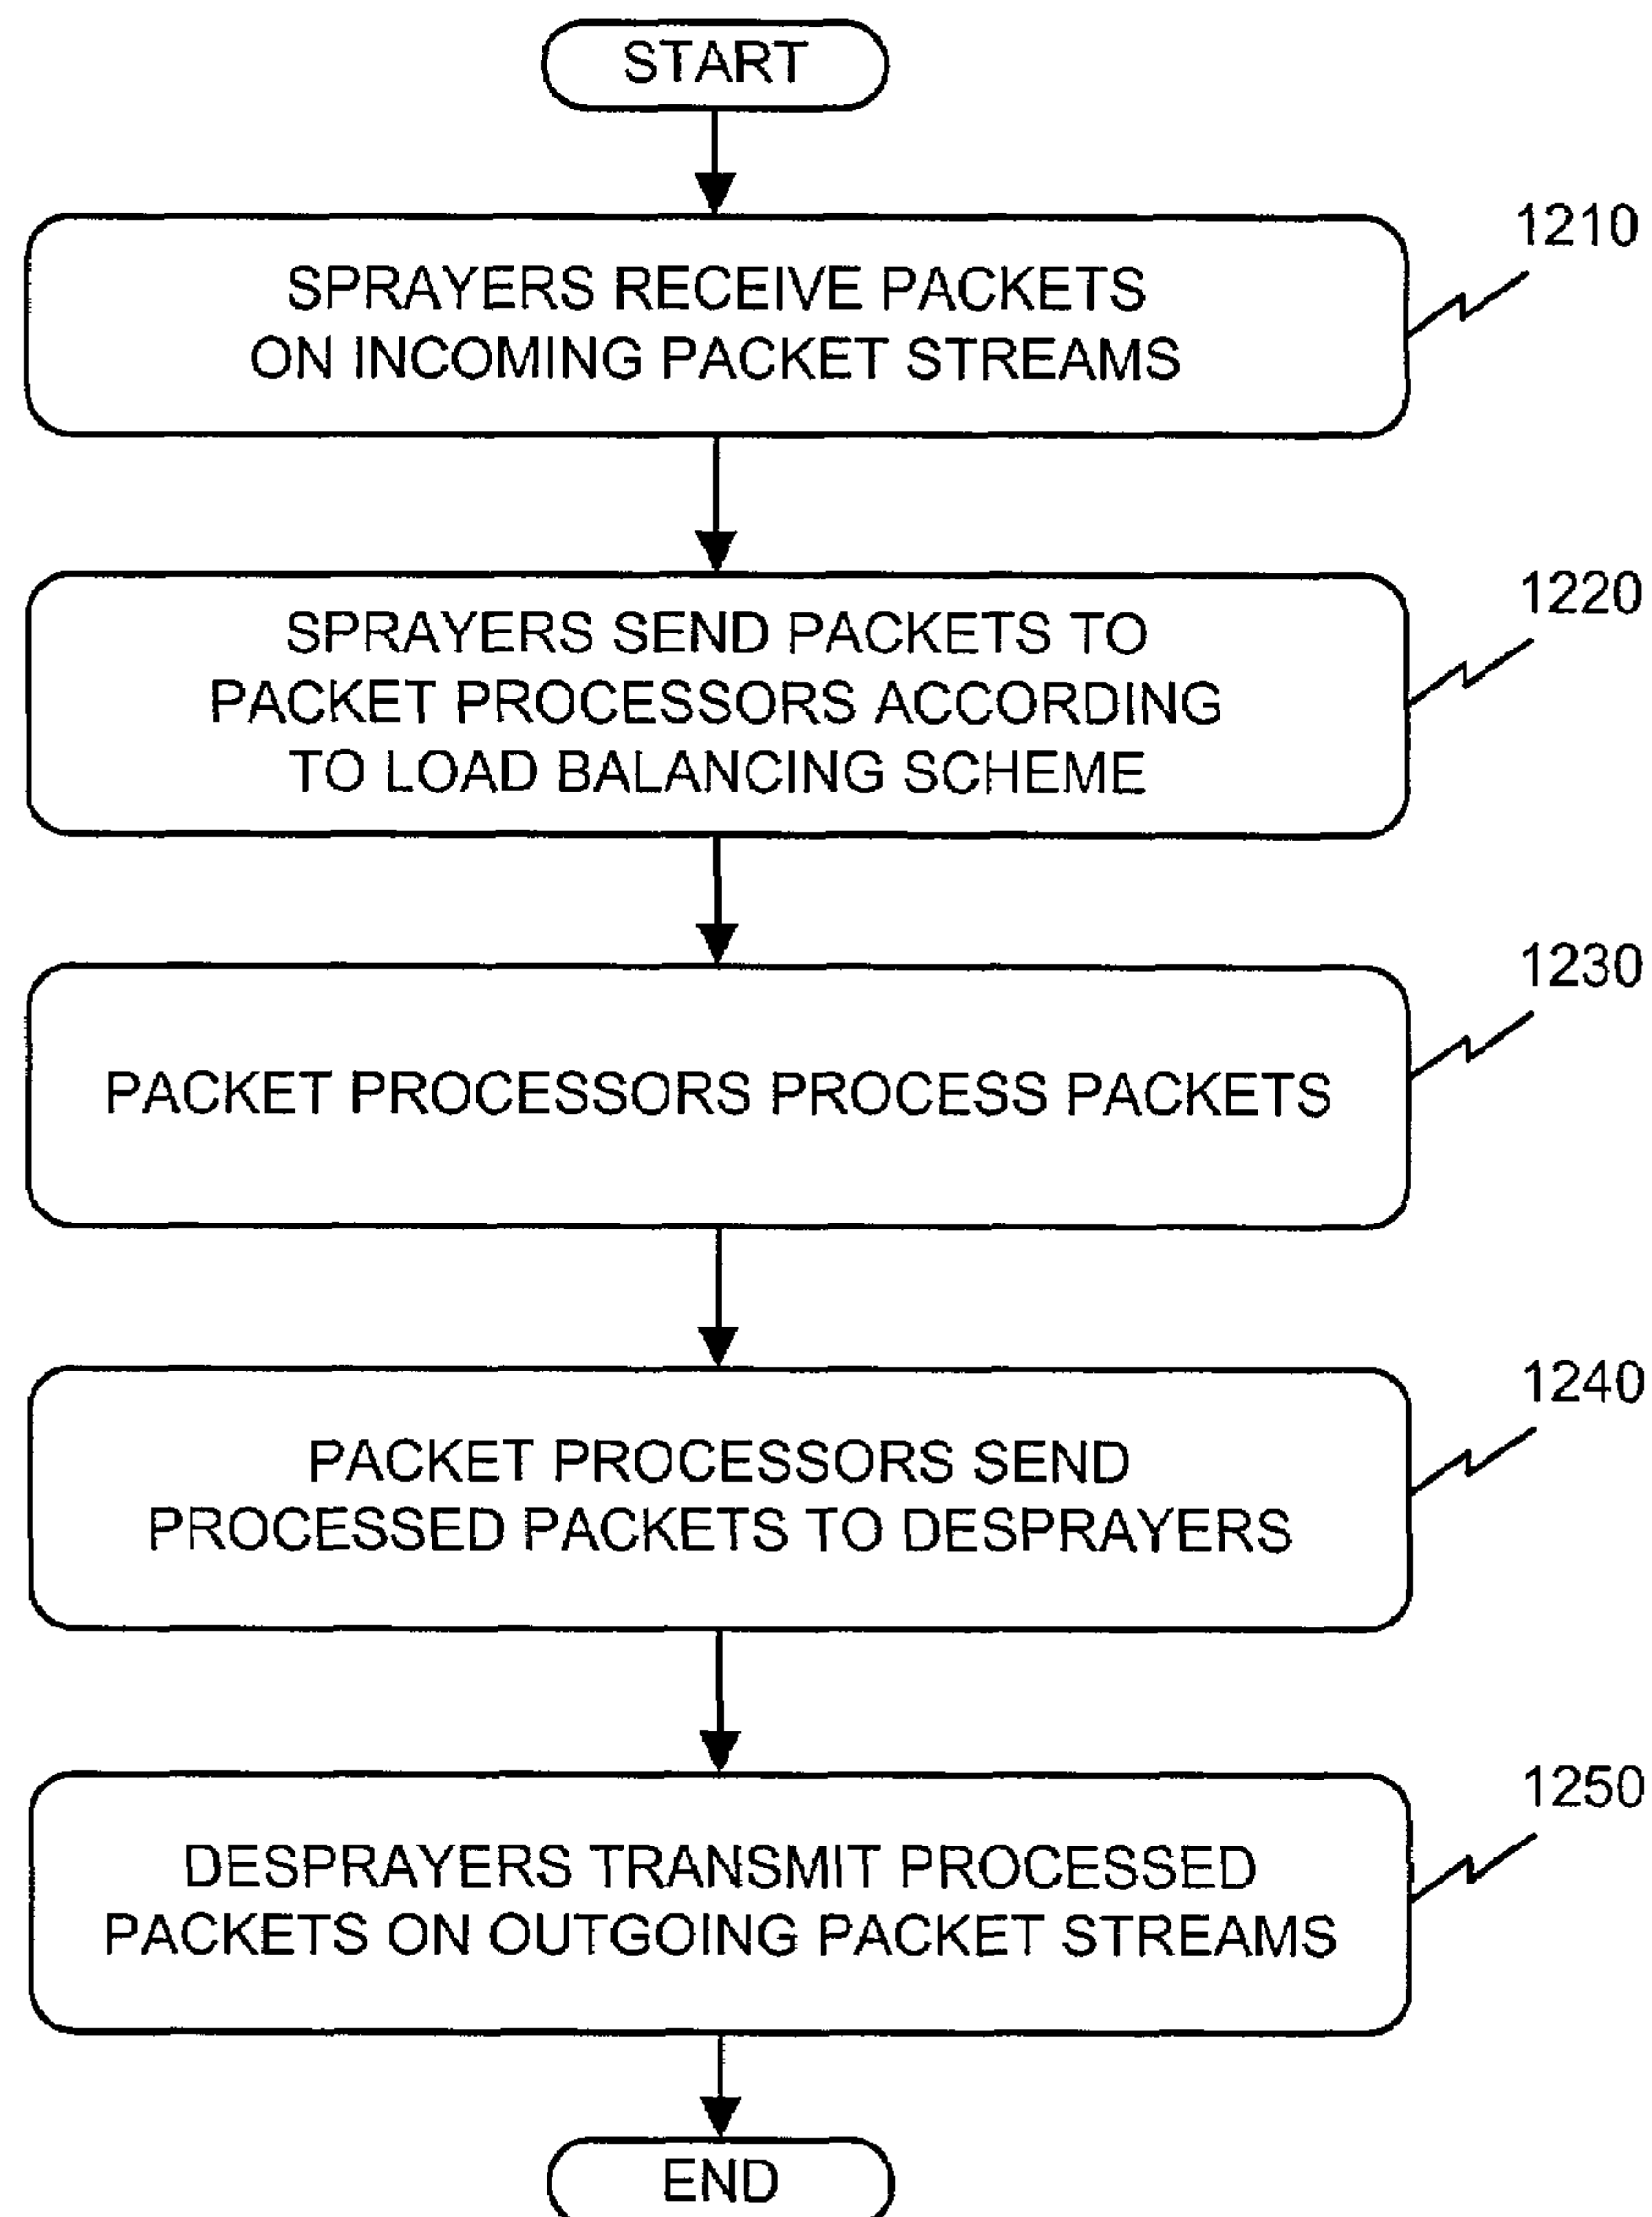 START
1210
SPRAYERS RECEIVE PACKETS
ON INCOMING PACKET STREAMS
1220
SPRAYERS SEND PACKETS TO
PACKET PROCESSORS ACCORDING
TO LOAD BALANCING SCHEME
1230
PACKET PROCESSORS PROCESS PACKETS
1240
PACKET PROCESSORS SEND
PROCESSED PACKETS TO DESPRAYERS
1250
DESPRAYERS TRANSMIT PROCESSED
PACKETS ON OUTGOING PACKET STREAMS
END